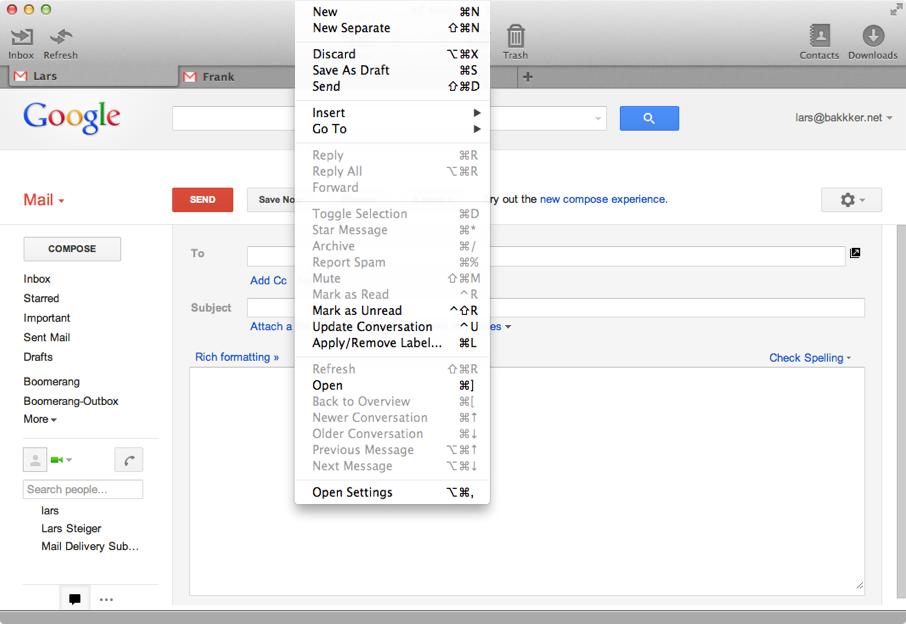 Inbox
Refresh
Trash
Contacts
Downloads
Lars
Frank
+
Google
lars@bakkker.net
Mail
SEND
Save No
ry out the new compose experience.
COMPOSE
Inbox
Starred
Important
Sent Mail
Drafts
Boomerang
Boomerang-Outbox
More
Search people...
lars
Lars Steiger
Mail Delivery Sub...
To
Add Cc
Subject
Attach a
es
Rich formatting »
Check Spelling
New ⌘N
New Separate ⇧⌘N
Discard ⌥⌘X
Save As Draft ⌘S
Send ⇧⌘D
Insert
Go To
Reply ⌘R
Reply All ⌥⌘R
Forward
Toggle Selection ⌘D
Star Message ⌘*
Archive ⌘/
Report Spam ⌘%
Mute ⇧⌘M
Mark as Read ^R
Mark as Unread ^⇧R
Update Conversation ^U
Apply/Remove Label... ⌘L
Refresh ⇧⌘R
Open ⌘]
Back to Overview ⌘[
Newer Conversation ⌘↑
Older Conversation ⌘↓
Previous Message ⌥⌘↑
Next Message ⌥⌘↓
Open Settings ⌥⌘,